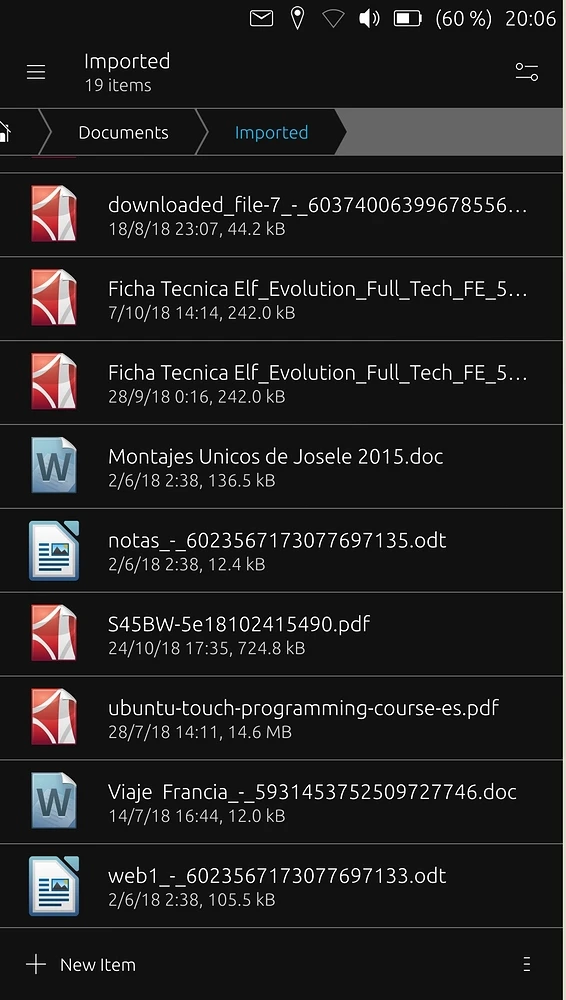 (60 %) 20:06
Imported
19 items
Documents Imported
downloaded_file-7_-_60374006399678556...
18/8/18 23:07, 44.2 kB
Ficha Tecnica Elf_Evolution_Full_Tech_FE_5...
7/10/18 14:14, 242.0 kB
Ficha Tecnica Elf_Evolution_Full_Tech_FE_5...
28/9/18 0:16, 242.0 kB
W
Montajes Unicos de Josele 2015.doc
2/6/18 2:38, 136.5 kB
notas_-_6023567173077697135.odt
2/6/18 2:38, 12.4 kB
S45BW-5e18102415490.pdf
24/10/18 17:35, 724.8 kB
ubuntu-touch-programming-course-es.pdf
28/7/18 14:11, 14.6 MB
W
Viaje  Francia_-_5931453752509727746.doc
14/7/18 16:44, 12.0 kB
web1_-_6023567173077697133.odt
2/6/18 2:38, 105.5 kB
New Item